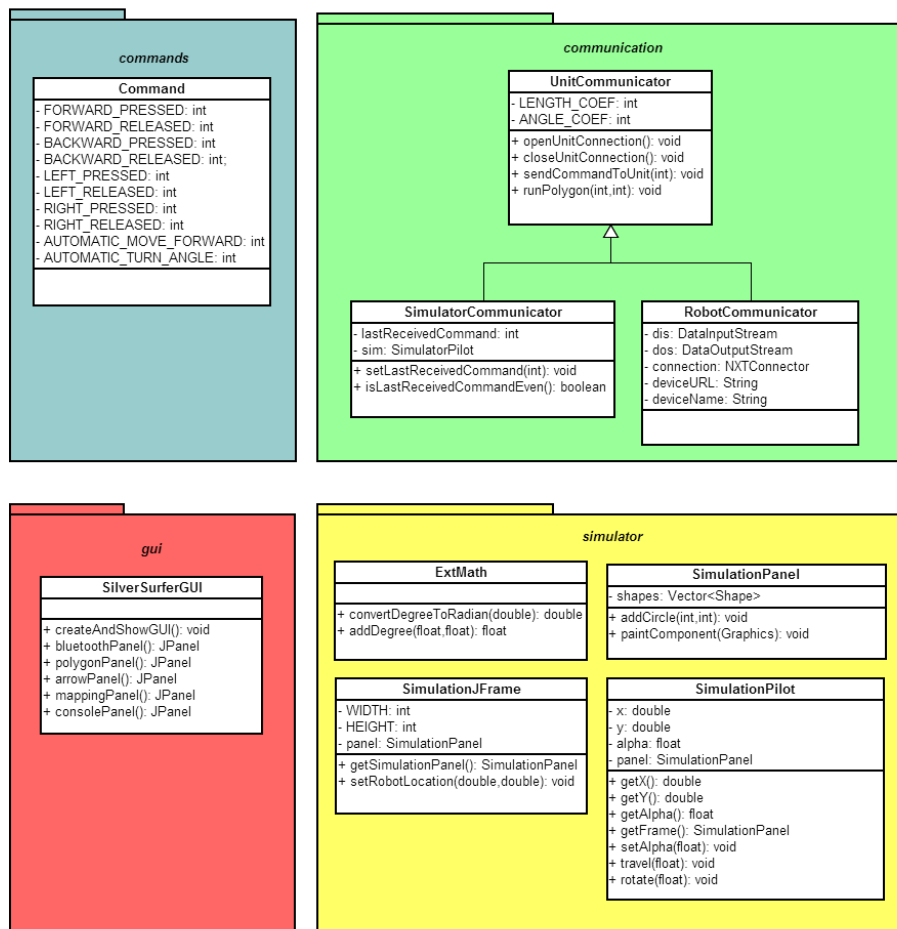 commands
Command
- FORWARD_PRESSED: int
- FORWARD_RELEASED: int
- BACKWARD_PRESSED: int
- BACKWARD_RELEASED: int;
- LEFT_PRESSED: int
- LEFT_RELEASED: int
- RIGHT_PRESSED: int
- RIGHT_RELEASED: int
- AUTOMATIC_MOVE_FORWARD: int
- AUTOMATIC_TURN_ANGLE: int
communication
UnitCommunicator
- LENGTH_COEF: int
- ANGLE_COEF: int
+ openUnitConnection(): void
+ closeUnitConnection(): void
+ sendCommandToUnit(int): void
+ runPolygon(int,int): void
SimulatorCommunicator
- lastReceivedCommand: int
- sim: SimulatorPilot
+ setLastReceivedCommand(int): void
+ isLastReceivedCommandEven(): boolean
RobotCommunicator
- dis: DataInputStream
- dos: DataOutputStream
- connection: NXTConnector
- deviceURL: String
- deviceName: String
gui
SilverSurferGUI
+ createAndShowGUI(): void
+ bluetoothPanel(): JPanel
+ polygonPanel(): JPanel
+ arrowPanel(): JPanel
+ mappingPanel(): JPanel
+ consolePanel(): JPanel
simulator
ExtMath
+ convertDegreeToRadian(double): double
+ addDegree(float,float): float
SimulationPanel
- shapes: Vector<Shape>
+ addCircle(int,int): void
+ paintComponent(Graphics): void
SimulationJFrame
- WIDTH: int
- HEIGHT: int
- panel: SimulationPanel
+ getSimulationPanel(): SimulationPanel
+ setRobotLocation(double,double): void
SimulationPilot
- x: double
- y: double
- alpha: float
- panel: SimulationPanel
+ getX(): double
+ getY(): double
+ getAlpha(): float
+ getFrame(): SimulationPanel
+ setAlpha(float): void
+ travel(float): void
+ rotate(float): void